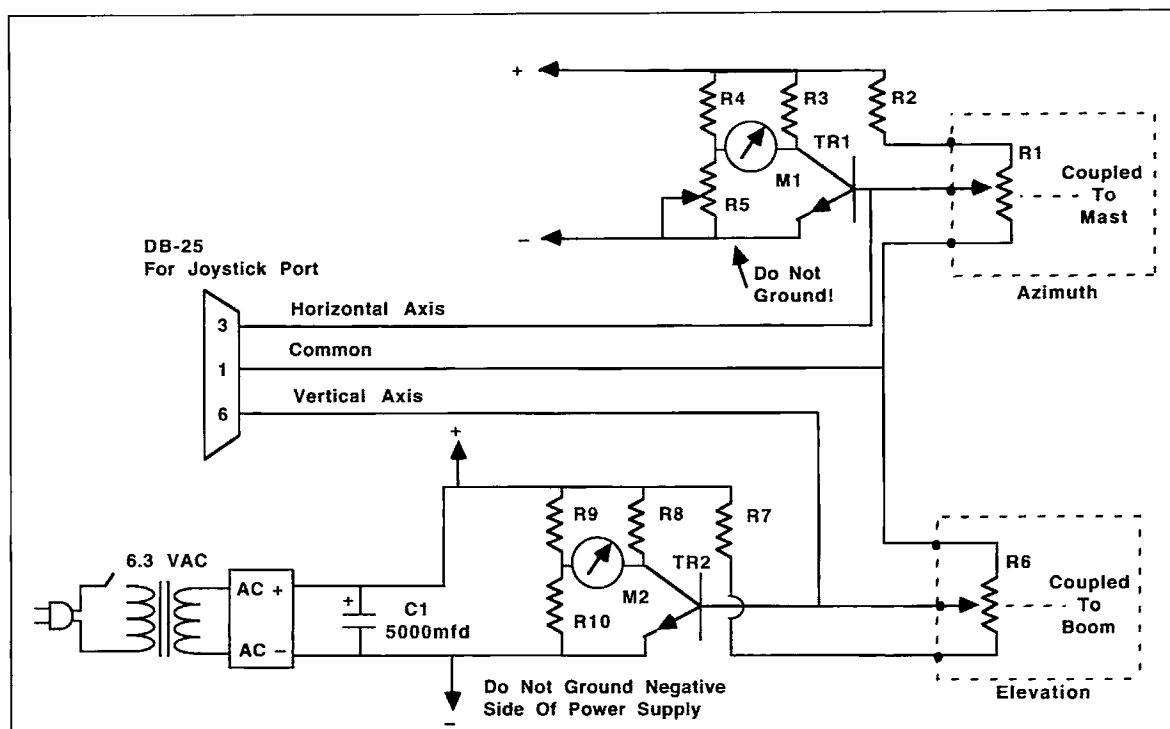 +
R4
R3
R2
TR1
R1
M1
Coupled
To
Mast
R5
–
Do Not
Ground!
Azimuth
DB-25
For Joystick Port
3
Horizontal Axis
1
Common
6
Vertical Axis
+
R9
R8
R7
6.3 VAC
TR2
R6
AC +
+
C1
5000mfd
M2
R10
Coupled
To
Boom
AC –
Do Not Ground Negative
Side Of Power Supply
–
Elevation